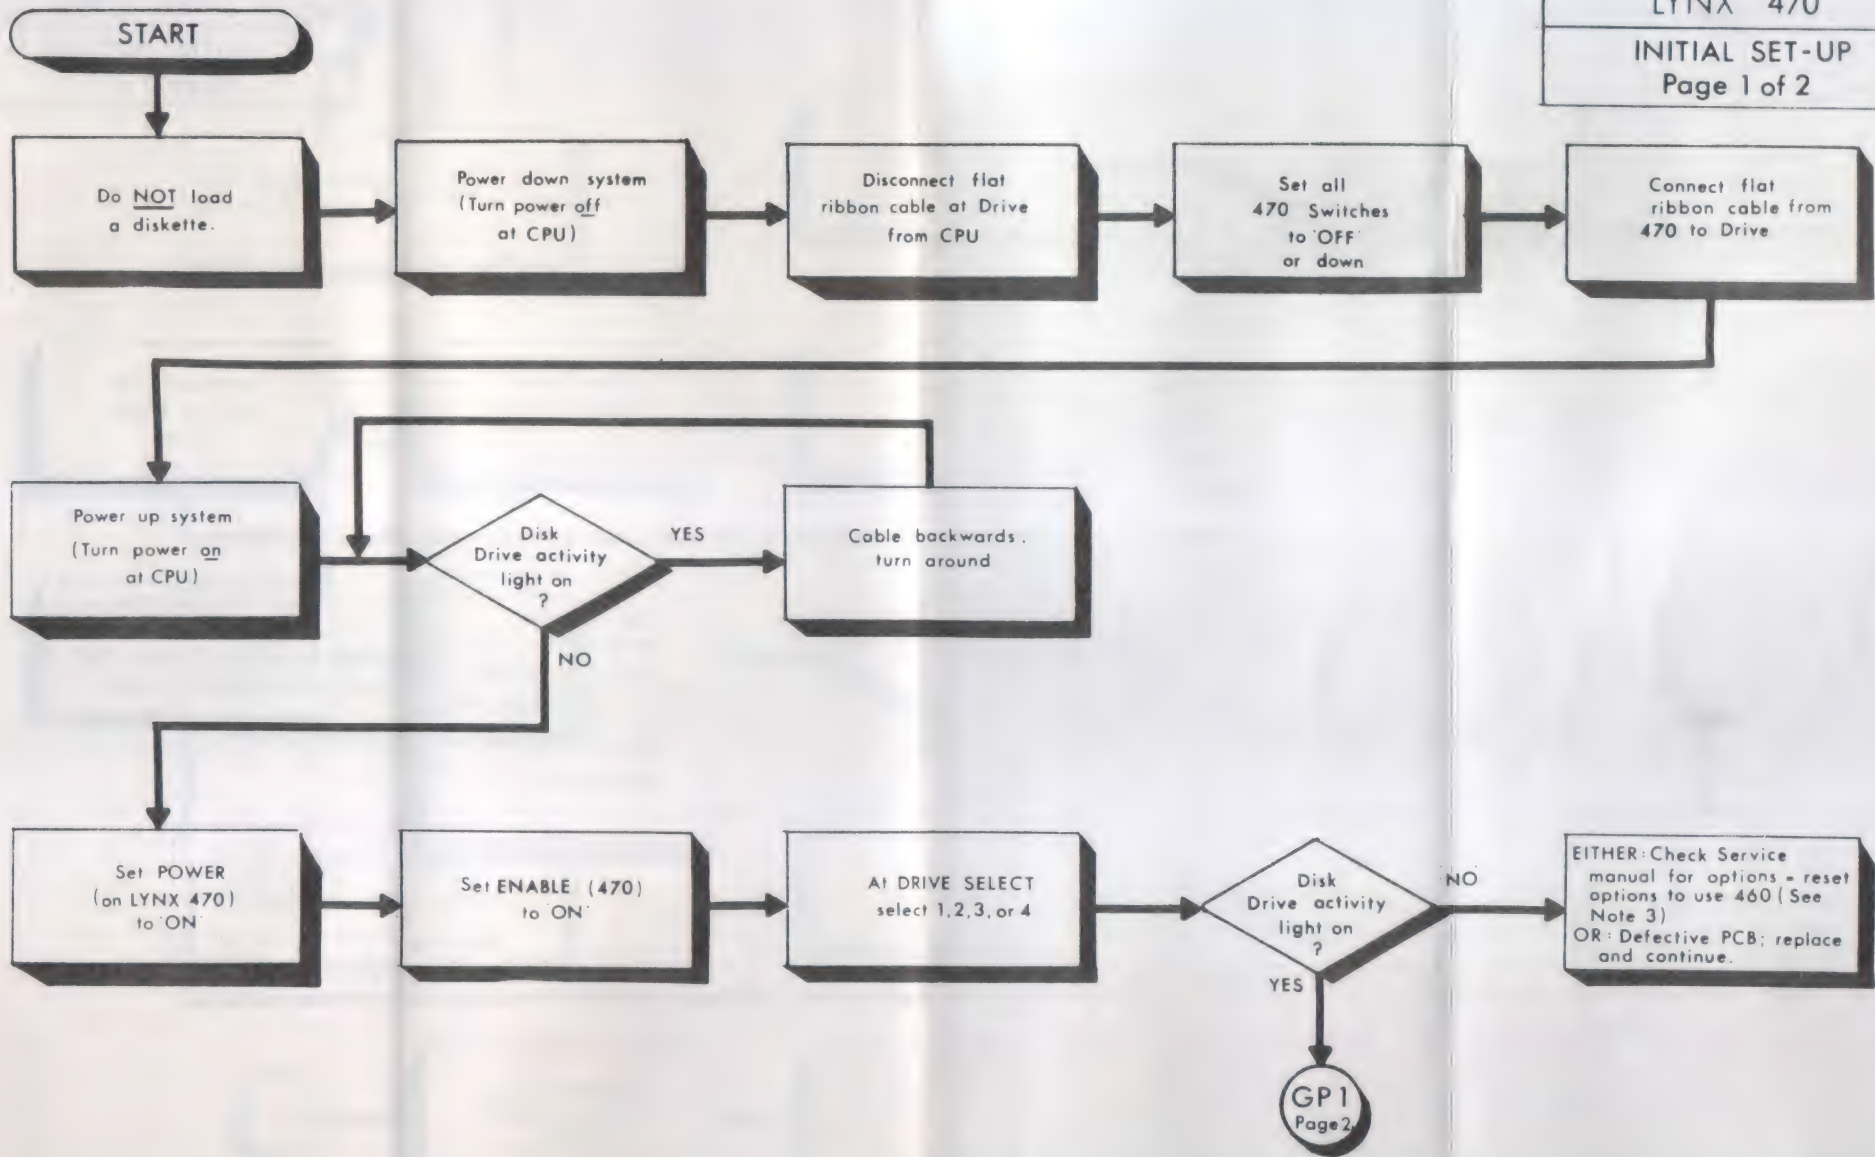 LYNX 470
INITIAL SET-UP
Page 1 of 2
START
Do NOT load
a diskette.
Power down system
(Turn power off
at CPU)
Disconnect flat
ribbon cable at Drive
from CPU
Set all
470 Switches
to 'OFF'
or down
Connect flat
ribbon cable from
470 to Drive
Power up system
(Turn power on
at CPU)
Disk
Drive activity
light on
?
YES
NO
Cable backwards.
turn around
Set POWER
(on LYNX 470)
to 'ON'
Set ENABLE (470)
to 'ON'
At DRIVE SELECT
select 1,2,3, or 4
Disk
Drive activity
light on
?
NO
YES
EITHER: Check Service
manual for options - reset
options to use 460 (See
Note 3)
OR: Defective PCB; replace
and continue.
GP1
Page 2